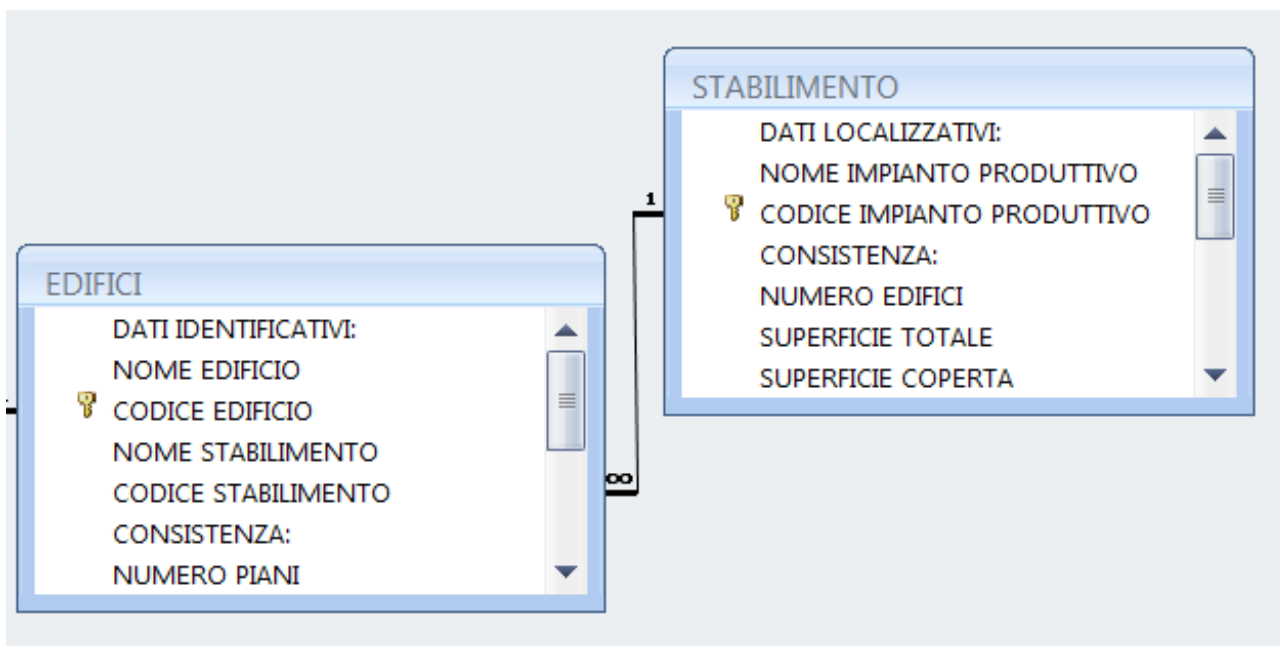 STABILIMENTO
DATI LOCALIZZATIVI:
NOME IMPIANTO PRODUTTIVO
CODICE IMPIANTO PRODUTTIVO
CONSISTENZA:
NUMERO EDIFICI
SUPERFICIE TOTALE
SUPERFICIE COPERTA
1
∞
EDIFICI
DATI IDENTIFICATIVI:
NOME EDIFICIO
CODICE EDIFICIO
NOME STABILIMENTO
CODICE STABILIMENTO
CONSISTENZA:
NUMERO PIANI